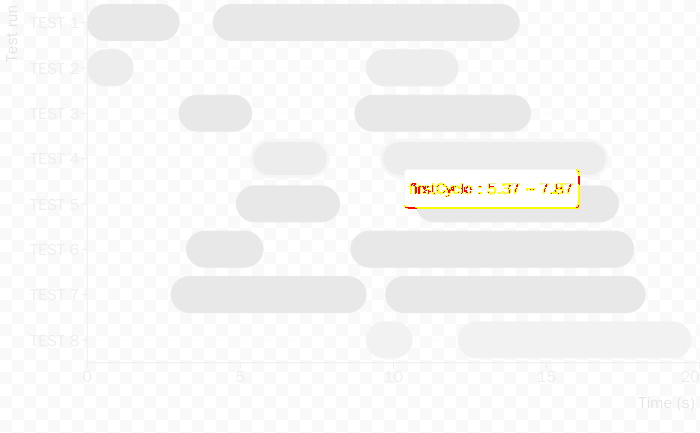 Test run
TEST 1
TEST 2
TEST 3
TEST 4
firstCycle : 5.37 ~ 7.87
TEST 5
TEST 6
TEST 7
TEST 8
0 5 10 15 20
Time (s)